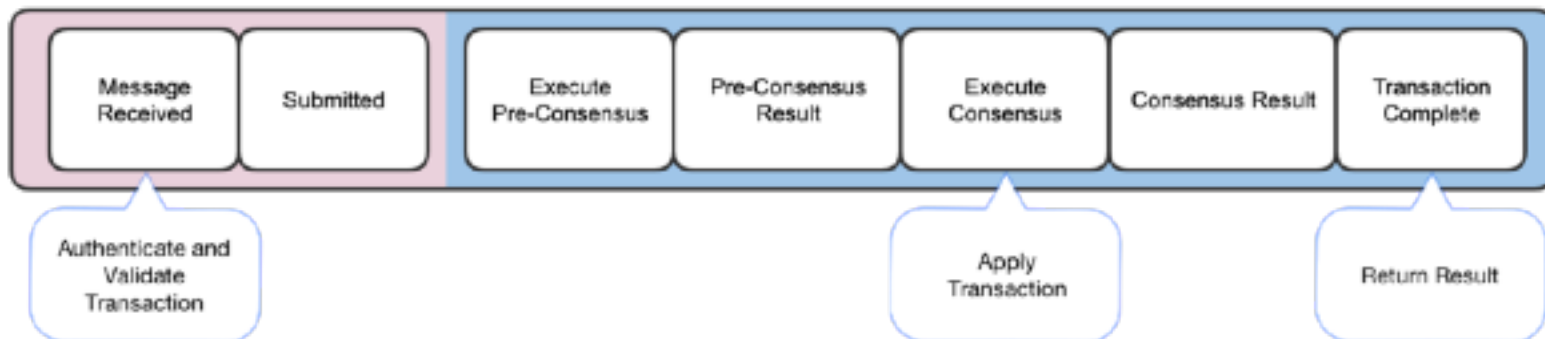 Message
Received
Submitted
Execute
Pre-Consensus
Pre-Consensus
Result
Execute
Consensus
Consensus Result
Transaction
Complete
Authenticate and
Validate
Transaction
Apply
Transaction
Return Result